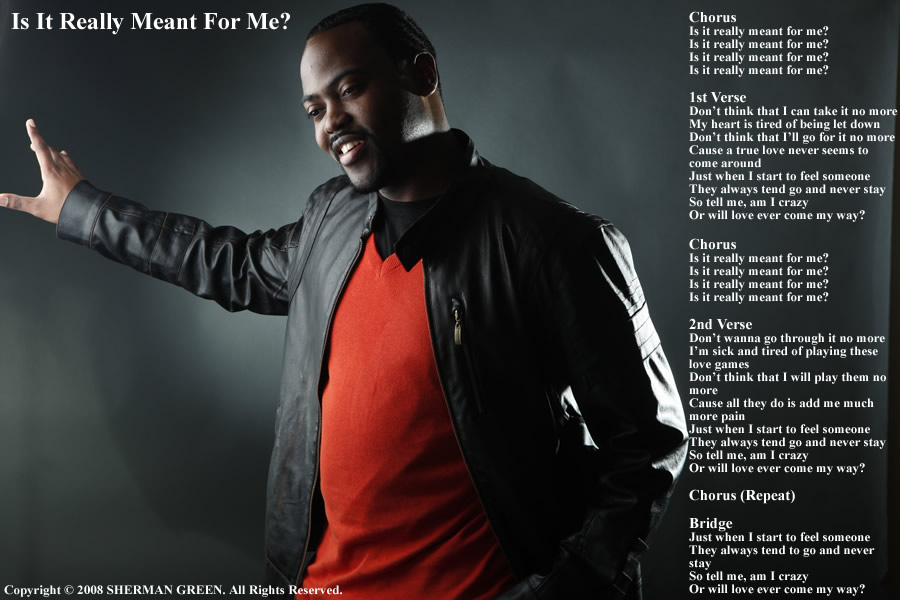 Is It Really Meant For Me?
Chorus
Is it really meant for me?
Is it really meant for me?
Is it really meant for me?
Is it really meant for me?
1st Verse
Don't think that I can take it no more
My heart is tired of being let down
Don't think that I'll go for it no more
Cause a true love never seems to
come around
Just when I start to feel someone
They always tend go and never stay
So tell me, am I crazy
Or will love ever come my way?
Chorus
Is it really meant for me?
Is it really meant for me?
Is it really meant for me?
Is it really meant for me?
2nd Verse
Don't wanna go through it no more
I'm sick and tired of playing these
love games
Don't think that I will play them no
more
Cause all they do is add me much
more pain
Just when I start to feel someone
They always tend go and never stay
So tell me, am I crazy
Or will love ever come my way?
Chorus (Repeat)
Bridge
Just when I start to feel someone
They always tend to go and never
stay
So tell me, am I crazy
Or will love ever come my way?
Copyright © 2008 SHERMAN GREEN. All Rights Reserved.